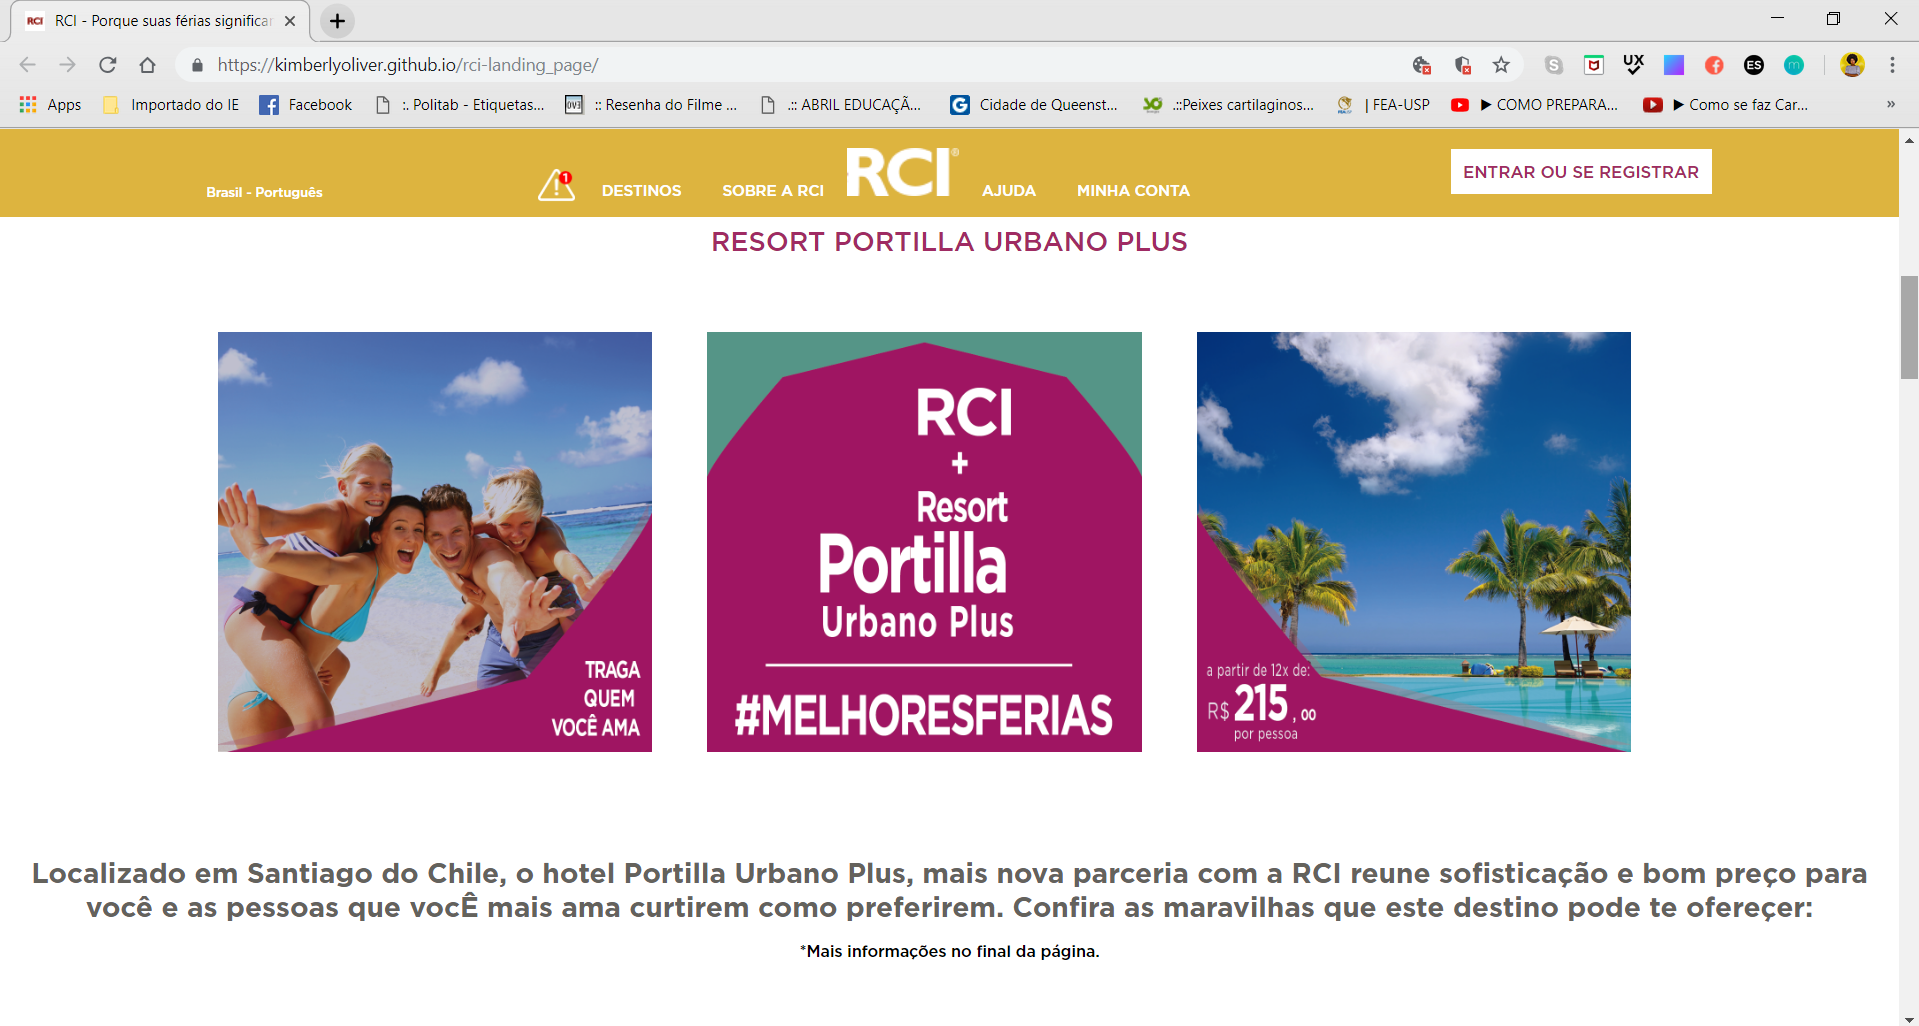 RCI
RCI - Porque suas férias significar
https://kimberlyoliver.github.io/rci-landing_page/
UX
ES
m
Apps
Importado do IE
Facebook
:. Politab - Etiquetas...
:: Resenha do Filme ...
.:: ABRIL EDUCAÇÃ...
Cidade de Queenst...
.::Peixes cartilaginos...
| FEA-USP
▶ COMO PREPARA...
▶ Como se faz Car...
»
Brasil - Português
1
DESTINOS
SOBRE A RCI
RCI®
AJUDA
MINHA CONTA
ENTRAR OU SE REGISTRAR
RESORT PORTILLA URBANO PLUS
TRAGA
QUEM
VOCÊ AMA
RCI
+
Resort
Portilla
Urbano Plus
#MELHORESFERIAS
a partir de 12x de:
R$ 215,00
por pessoa
Localizado em Santiago do Chile, o hotel Portilla Urbano Plus, mais nova parceria com a RCI reune sofisticação e bom preço para
você e as pessoas que vocÊ mais ama curtirem como preferirem. Confira as maravilhas que este destino pode te ofereçer:
*Mais informações no final da página.